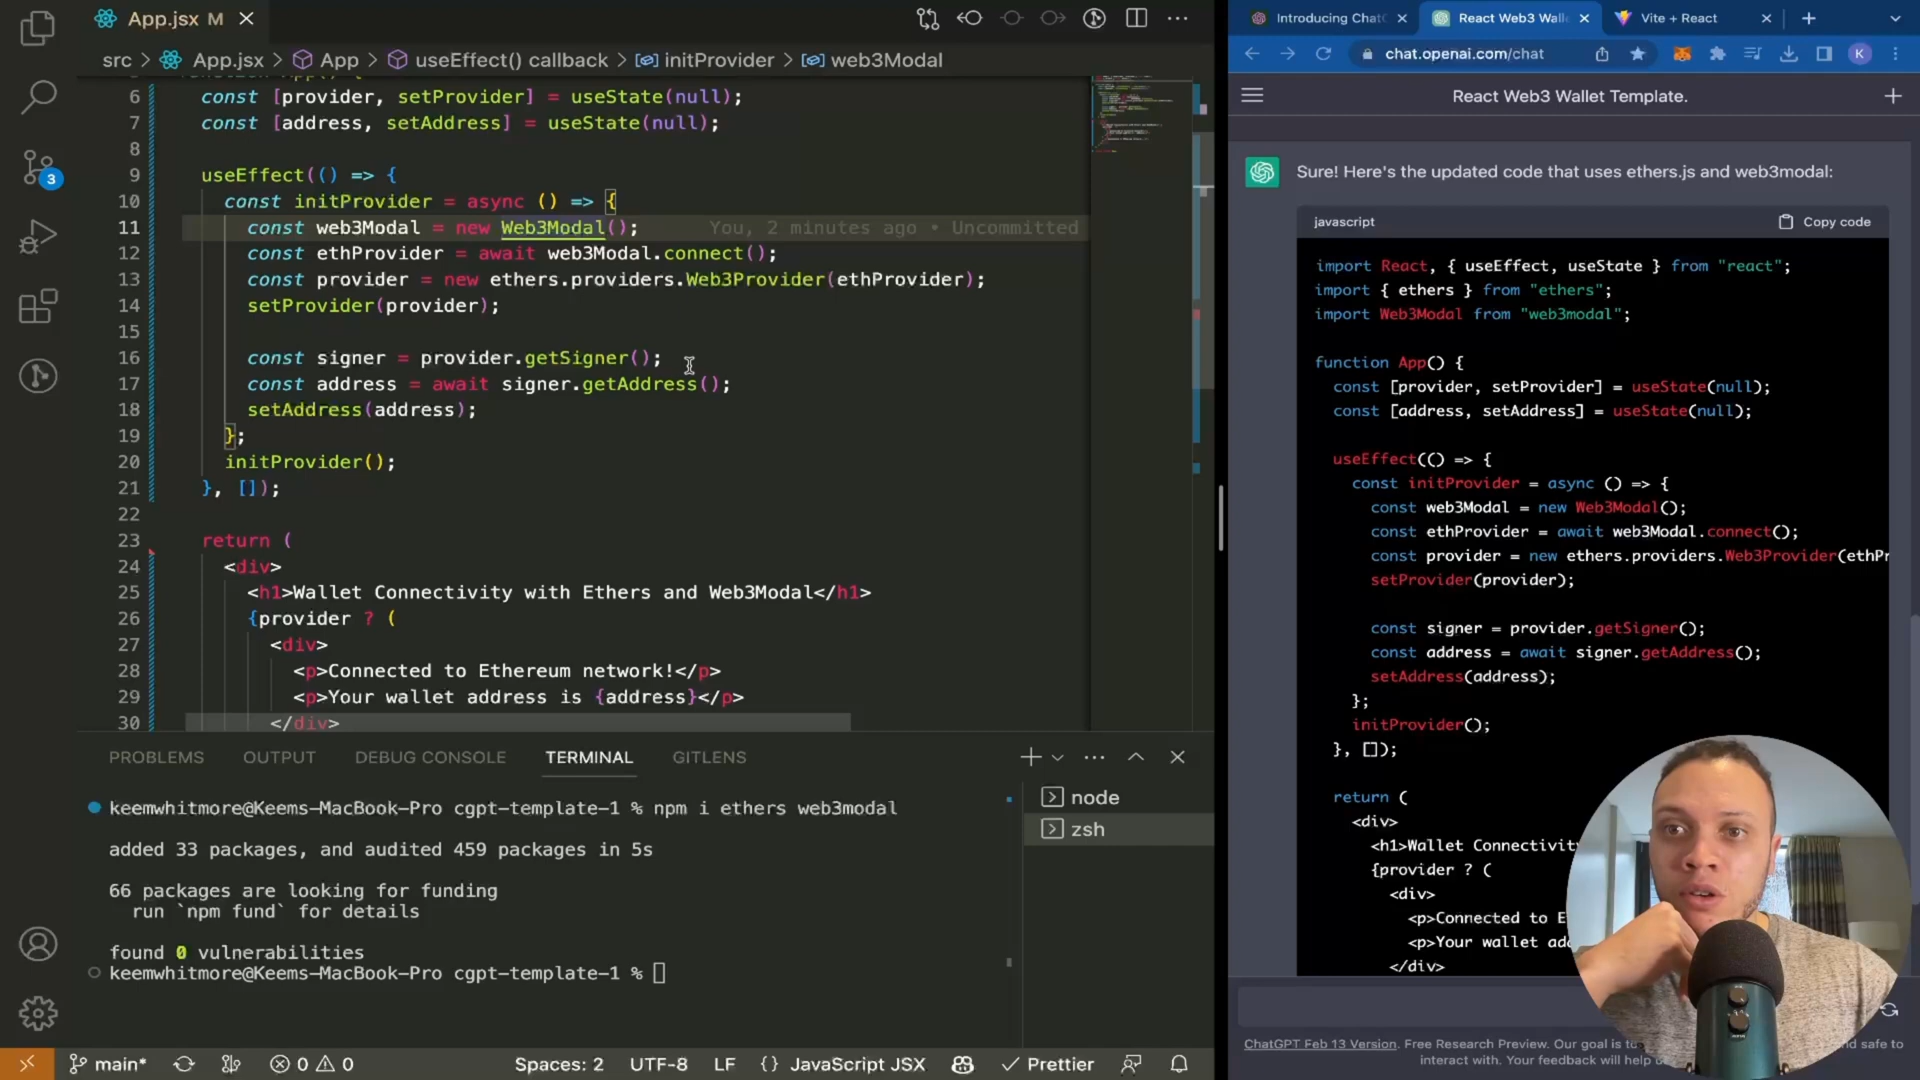 App.jsx M
src > App.jsx > App > useEffect() callback > initProvider > web3Modal
6 const [provider, setProvider] = useState(null);
7 const [address, setAddress] = useState(null);
8
9 useEffect(() => {
10 const initProvider = async () => {
11 const web3Modal = new Web3Modal(); You, 2 minutes ago • Uncommitted
12 const ethProvider = await web3Modal.connect();
13 const provider = new ethers.providers.Web3Provider(ethProvider);
14 setProvider(provider);
15
16 const signer = provider.getSigner();
17 const address = await signer.getAddress();
18 setAddress(address);
19 };
20 initProvider();
21 }, []);
22
23 return (
24 <div>
25 <h1>Wallet Connectivity with Ethers and Web3Modal</h1>
26 {provider ? (
27 <div>
28 <p>Connected to Ethereum network!</p>
29 <p>Your wallet address is {address}</p>
30 </div>
3
PROBLEMS OUTPUT DEBUG CONSOLE TERMINAL GITLENS
keemwhitmore@Keems-MacBook-Pro cgpt-template-1 % npm i ethers web3modal
added 33 packages, and audited 459 packages in 5s
66 packages are looking for funding
run `npm fund` for details
found 0 vulnerabilities
keemwhitmore@Keems-MacBook-Pro cgpt-template-1 %
node
zsh
main* 0 0 Spaces: 2 UTF-8 LF {} JavaScript JSX Prettier
Introducing ChatG React Web3 Wall Vite + React
chat.openai.com/chat K
React Web3 Wallet Template.
Sure! Here's the updated code that uses ethers.js and web3modal:
javascript Copy code
import React, { useEffect, useState } from "react";
import { ethers } from "ethers";
import Web3Modal from "web3modal";
function App() {
const [provider, setProvider] = useState(null);
const [address, setAddress] = useState(null);
useEffect(() => {
const initProvider = async () => {
const web3Modal = new Web3Modal();
const ethProvider = await web3Modal.connect();
const provider = new ethers.providers.Web3Provider(ethPr
setProvider(provider);
const signer = provider.getSigner();
const address = await signer.getAddress();
setAddress(address);
};
initProvider();
}, []);
return (
<div>
<h1>Wallet Connectivit
{provider ? (
<div>
<p>Connected to E
<p>Your wallet ad
</div>
ChatGPT Feb 13 Version. Free Research Preview. Our goal is t and safe to
interact with. Your feedback will help